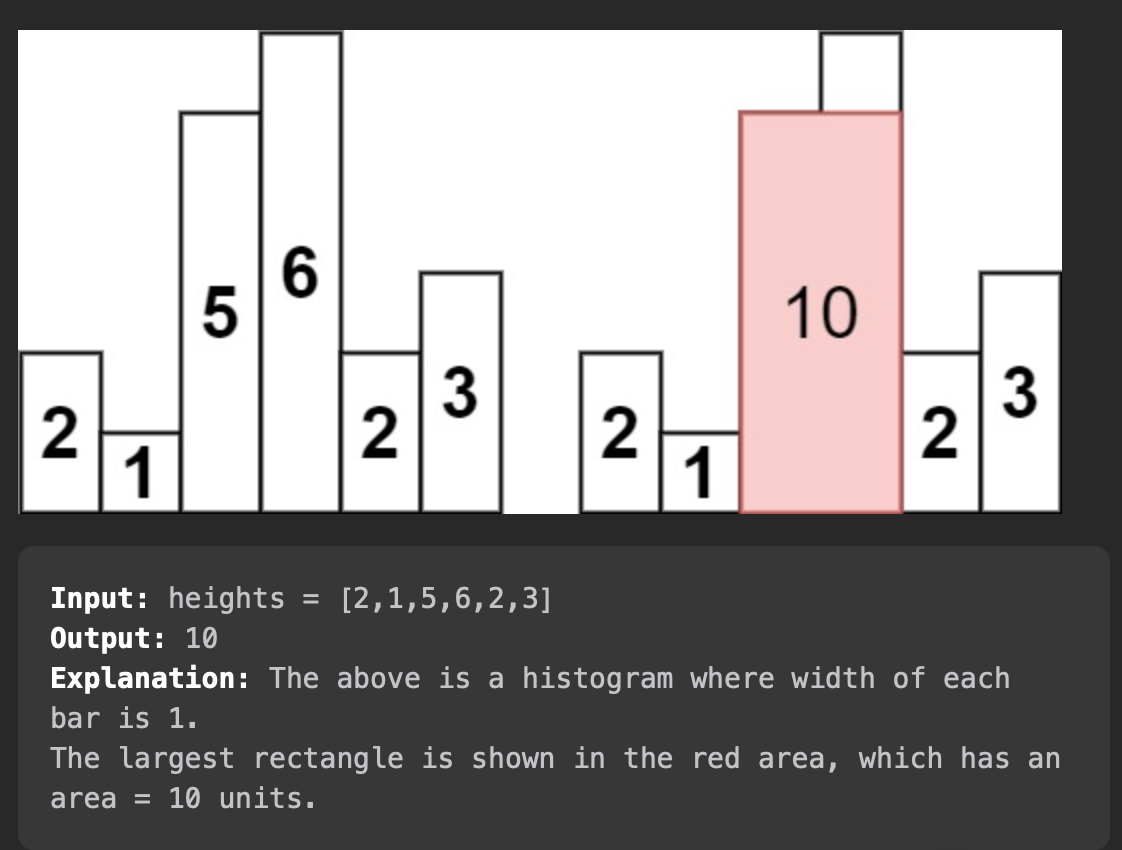 6
5
2
1
2
3
10
2
1
2
3
Input: heights = [2,1,5,6,2,3]
Output: 10
Explanation: The above is a histogram where width of each
bar is 1.
The largest rectangle is shown in the red area, which has an
area = 10 units.